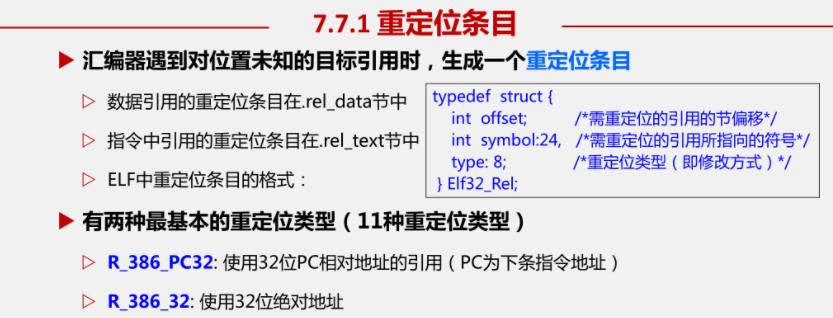 7.7.1 重定位条目
汇编器遇到对位置未知的目标引用时，生成一个重定位条目
数据引用的重定位条目在.rel_data节中
指令中引用的重定位条目在.rel_text节中
ELF中重定位条目的格式：
typedef struct {
int offset; /*需重定位的引用的节偏移*/
int symbol:24, /*需重定位的引用所指向的符号*/
type: 8; /*重定位类型（即修改方式）*/
} Elf32_Rel;
有两种最基本的重定位类型（11种重定位类型）
R_386_PC32: 使用32位PC相对地址的引用（PC为下条指令地址）
R_386_32: 使用32位绝对地址